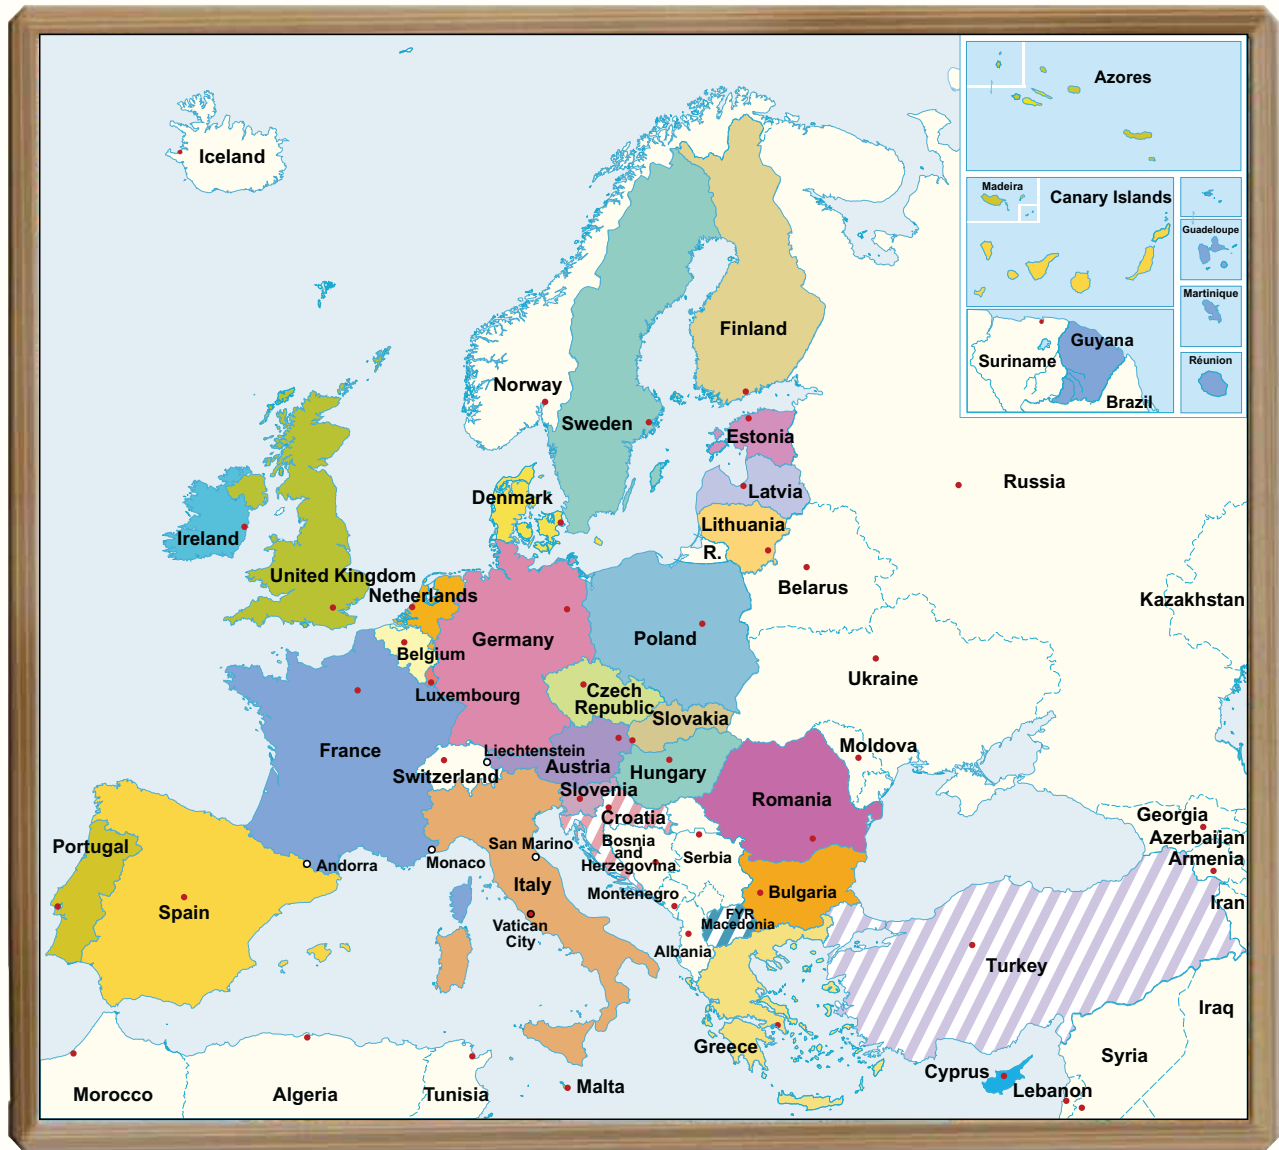 Azores
Iceland
Madeira
Canary Islands
Guadeloupe
Martinique
Finland
Guyana
Suriname
Réunion
Norway
Brazil
Sweden
Estonia
Russia
Latvia
Denmark
Lithuania
Ireland
R.
United Kingdom
Belarus
Netherlands
Kazakhstan
Germany
Poland
Belgium
Ukraine
Luxembourg
Czech
Republic
Slovakia
France
Liechtenstein
Moldova
Austria
Switzerland
Hungary
Slovenia
Romania
Croatia
Georgia
Portugal
San Marino
Bosnia
and
Herzegovina
Serbia
Azerbaijan
Armenia
Andorra
Monaco
Italy
Montenegro
Bulgaria
Iran
Spain
Vatican
City
FYR
Macedonia
Albania
Turkey
Iraq
Greece
Syria
Cyprus
Malta
Lebanon
Morocco
Algeria
Tunisia